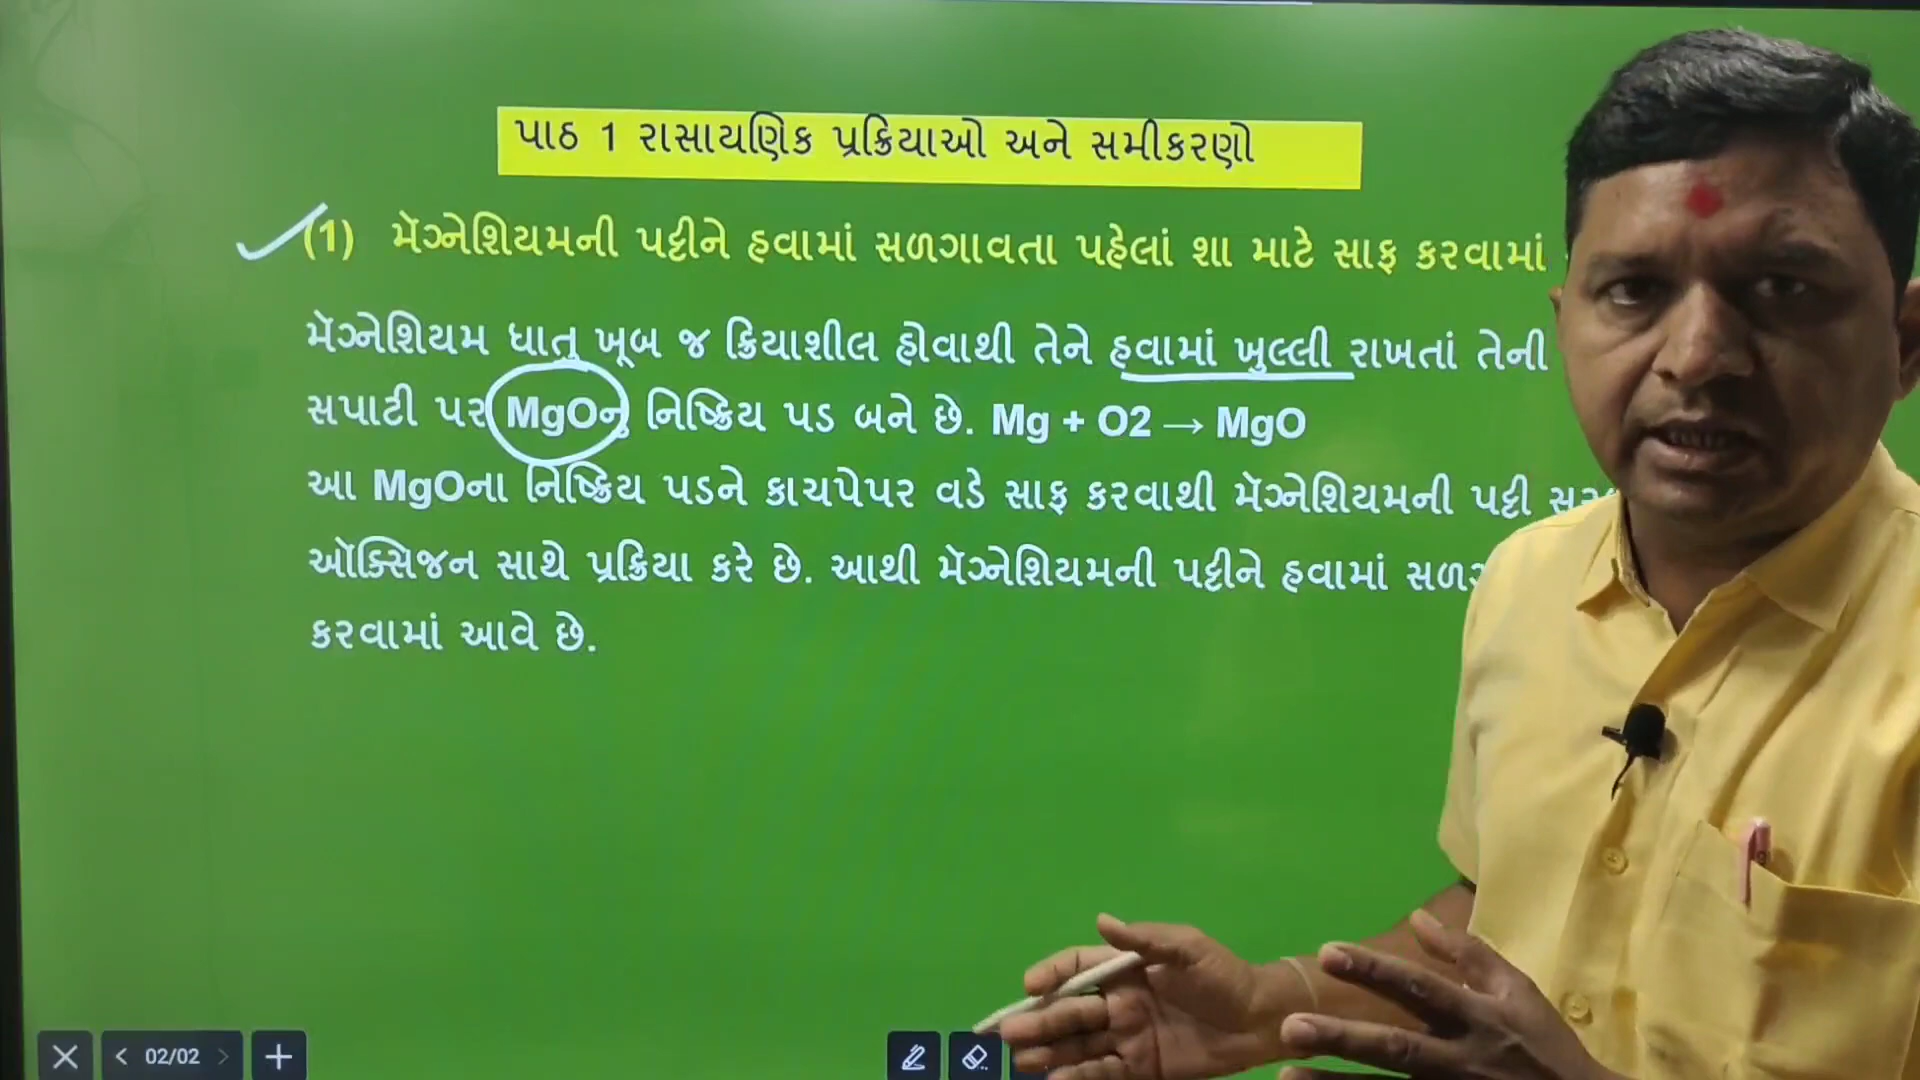 પાઠ 1 રાસાયણિક પ્રક્રિયાઓ અને સમીકરણો
(1) મૅગ્નેશિયમની પટ્ટીને હવામાં સળગાવતા પહેલાં શા માટે સાફ કરવામાં
મૅગ્નેશિયમ ધાતુ ખૂબ જ ક્રિયાશીલ હોવાથી તેને હવામાં ખુલ્લી રાખતાં તેની
સપાટી પર MgOનુ નિષ્ક્રિય પડ બને છે. Mg + O2 → MgO
આ MgOના નિષ્ક્રિય પડને કાચપેપર વડે સાફ કરવાથી મૅગ્નેશિયમની પટ્ટી
ઑક્સિજન સાથે પ્રક્રિયા કરે છે. આથી મૅગ્નેશિયમની પટ્ટીને હવામાં
કરવામાં આવે છે.
02/02